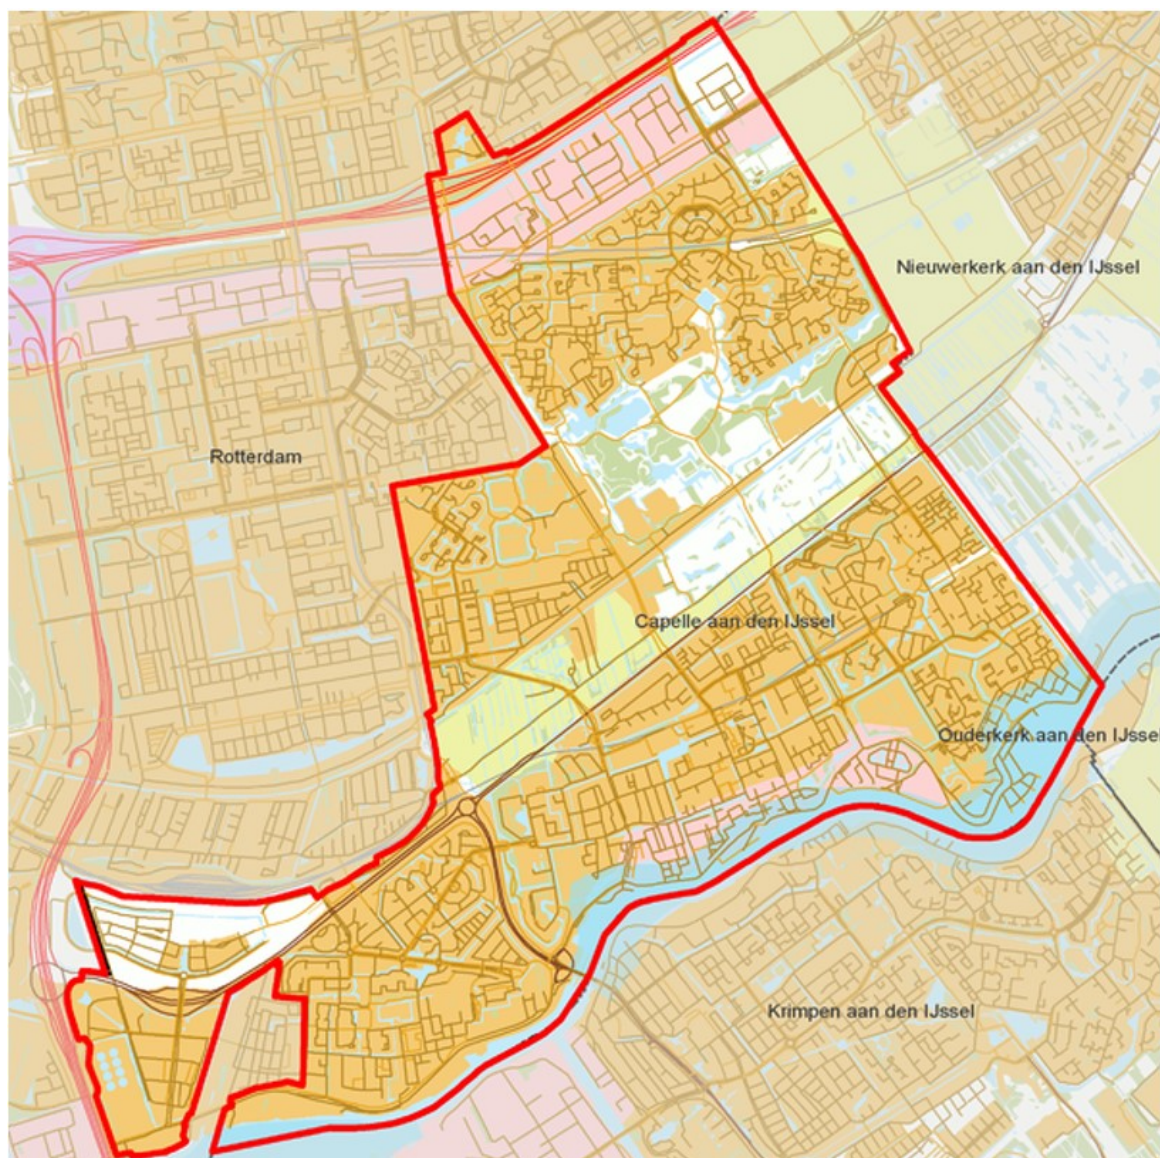 Nieuwerkerk aan den IJssel
Rotterdam
Capelle aan den IJssel
Ouderkerk aan den IJssel
Krimpen aan den IJssel